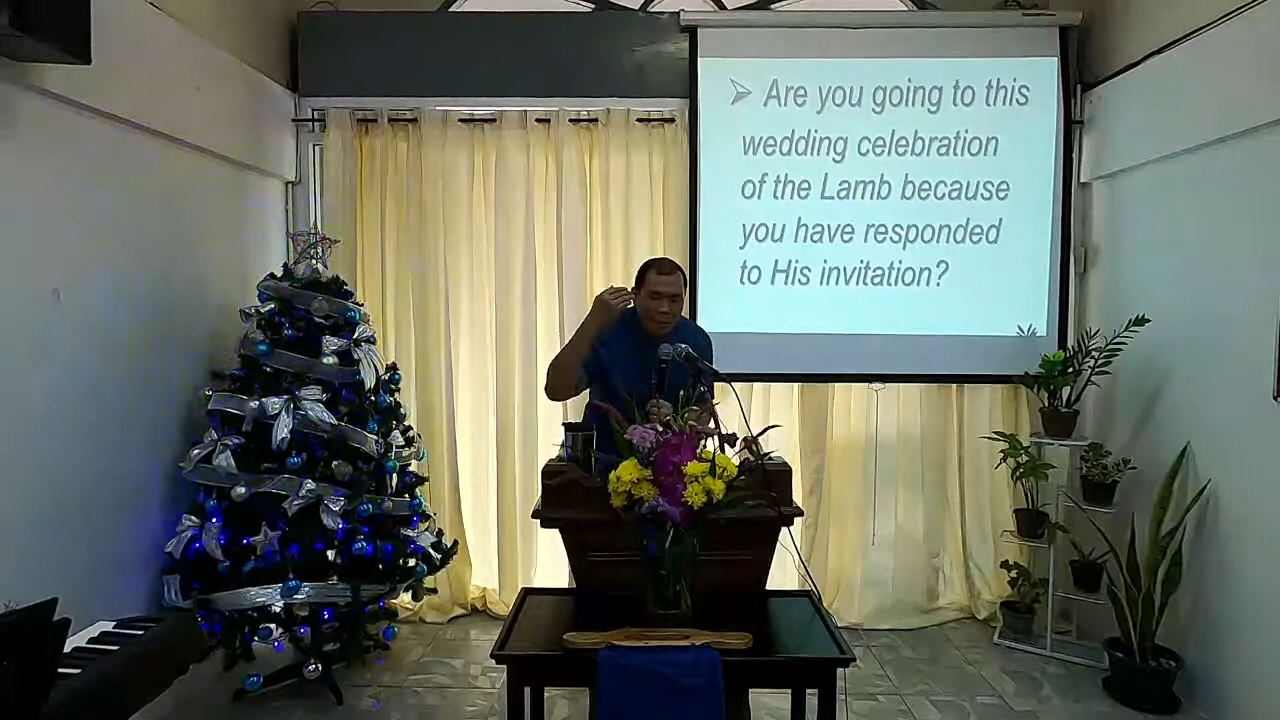 ➢ Are you going to this
wedding celebration
of the Lamb because
you have responded
to His invitation?